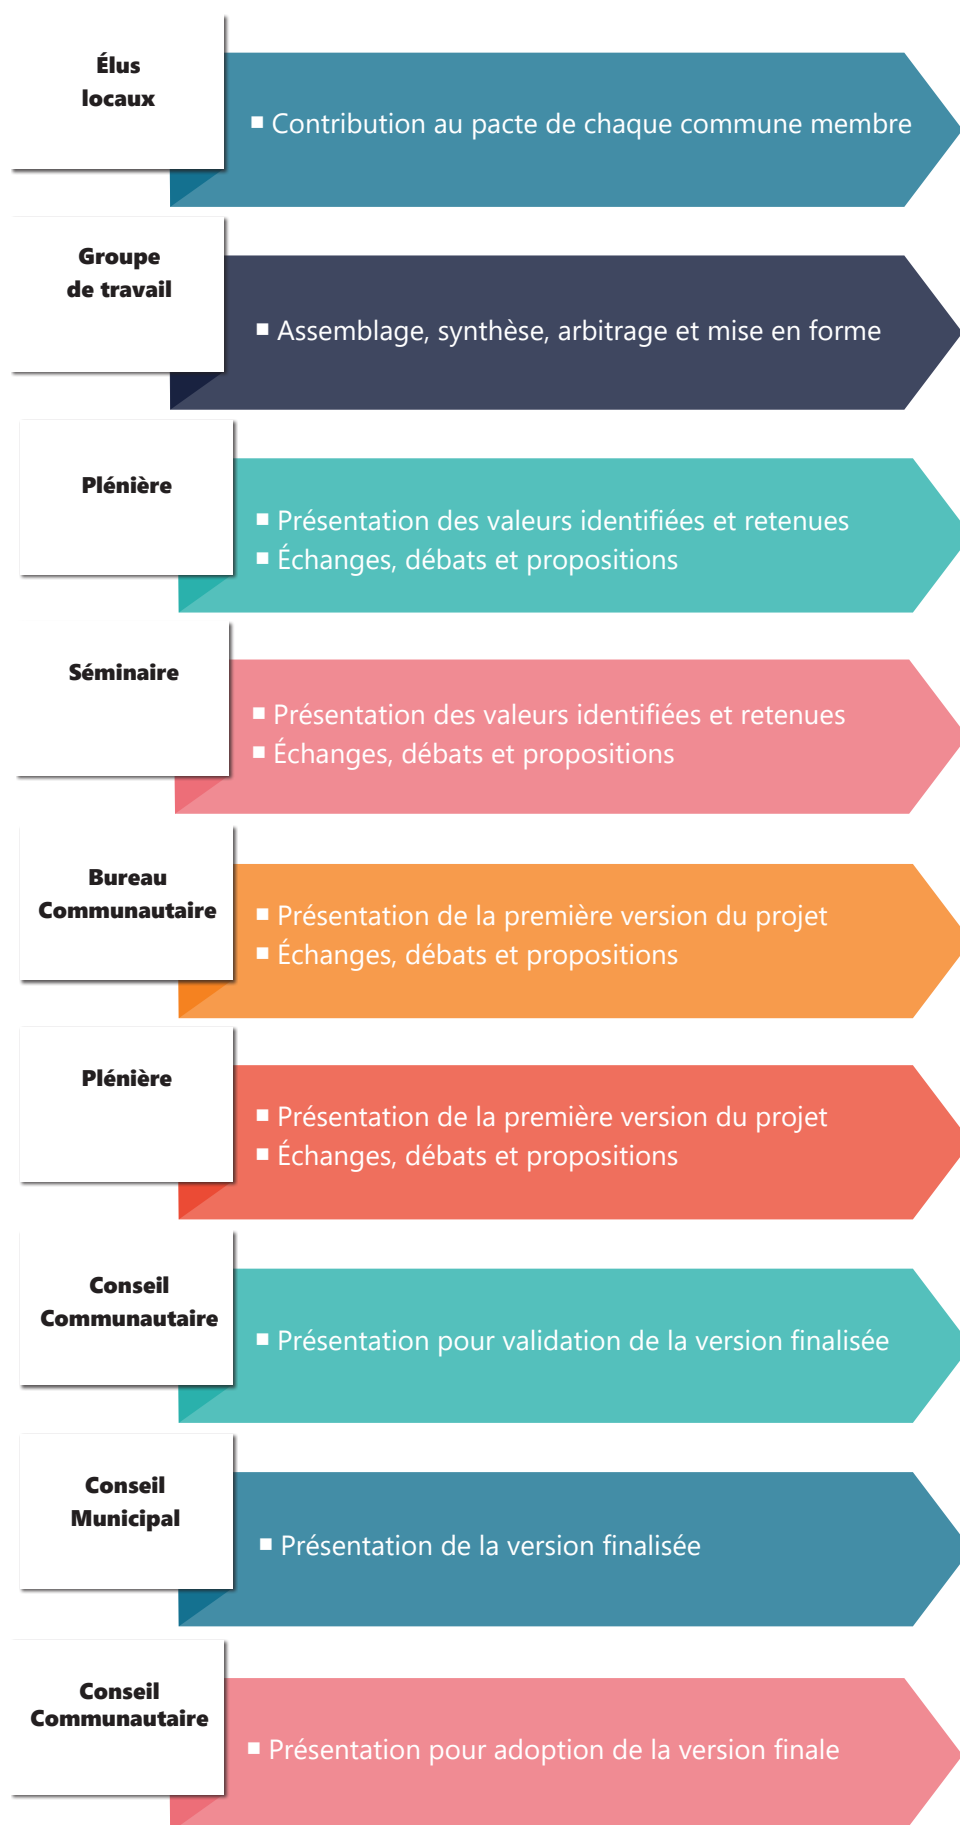 Élus
locaux
▪ Contribution au pacte de chaque commune membre
Groupe
de travail
▪ Assemblage, synthèse, arbitrage et mise en forme
Plénière
▪ Présentation des valeurs identifiées et retenues
▪ Échanges, débats et propositions
Séminaire
▪ Présentation des valeurs identifiées et retenues
▪ Échanges, débats et propositions
Bureau
Communautaire
▪ Présentation de la première version du projet
▪ Échanges, débats et propositions
Plénière
▪ Présentation de la première version du projet
▪ Échanges, débats et propositions
Conseil
Communautaire
▪ Présentation pour validation de la version finalisée
Conseil
Municipal
▪ Présentation de la version finalisée
Conseil
Communautaire
▪ Présentation pour adoption de la version finale